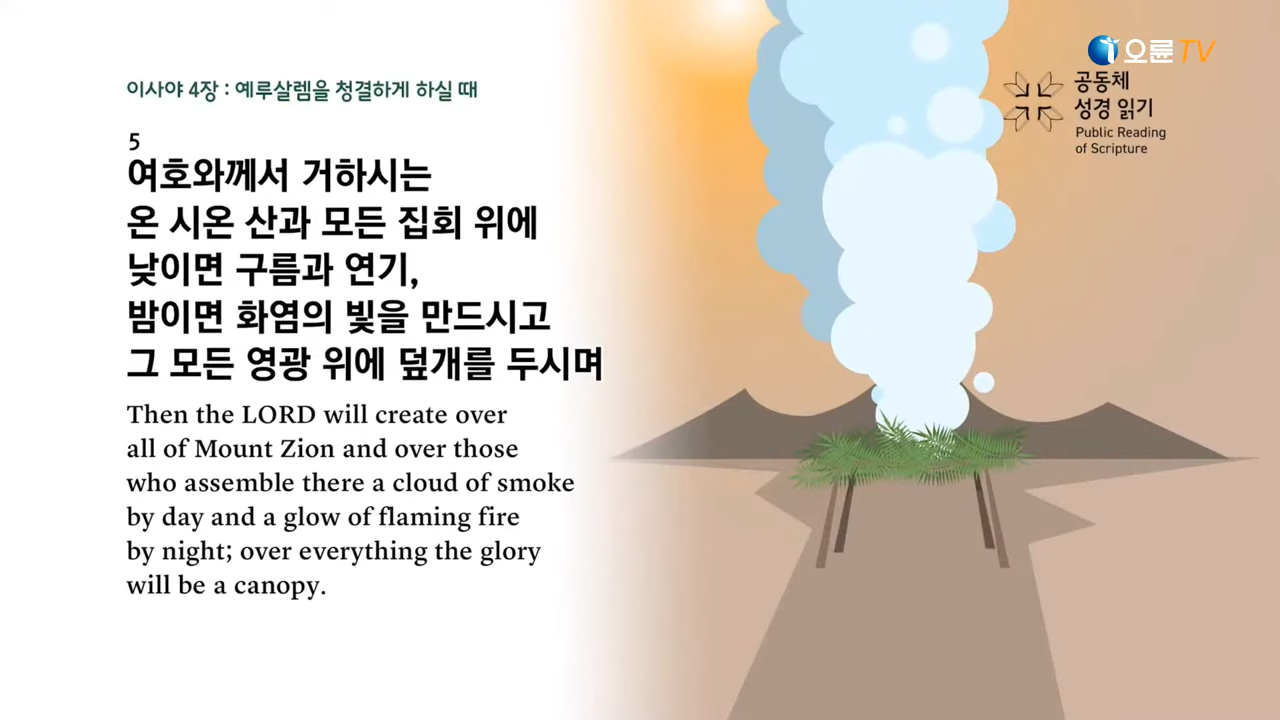 오륜TV
공동체
성경 읽기
Public Reading
of Scripture
이사야 4장 : 예루살렘을 청결하게 하실 때
5
여호와께서 거하시는
온 시온 산과 모든 집회 위에
낮이면 구름과 연기,
밤이면 화염의 빛을 만드시고
그 모든 영광 위에 덮개를 두시며
Then the LORD will create over
all of Mount Zion and over those
who assemble there a cloud of smoke
by day and a glow of flaming fire
by night; over everything the glory
will be a canopy.